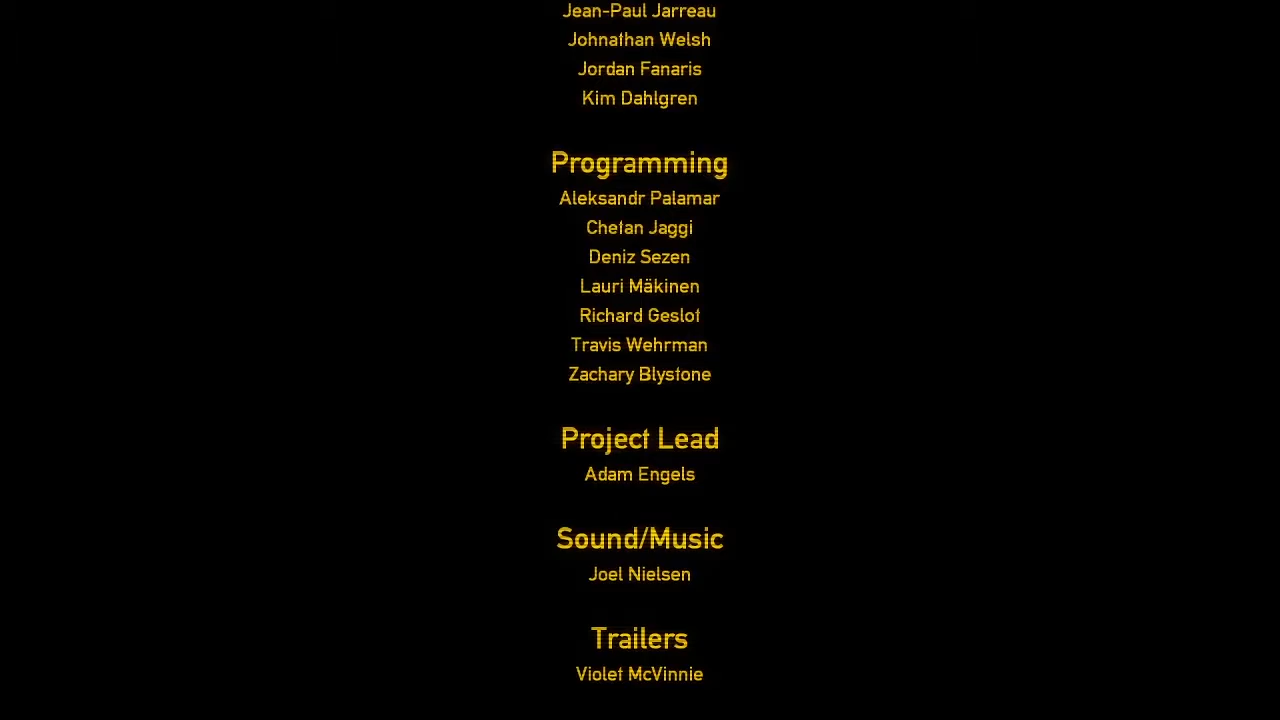 Jean-Paul Jarreau
Johnathan Welsh
Jordan Fanaris
Kim Dahlgren
Programming
Aleksandr Palamar
Chetan Jaggi
Deniz Sezen
Lauri Mäkinen
Richard Geslot
Travis Wehrman
Zachary Blystone
Project Lead
Adam Engels
Sound/Music
Joel Nielsen
Trailers
Violet McVinnie